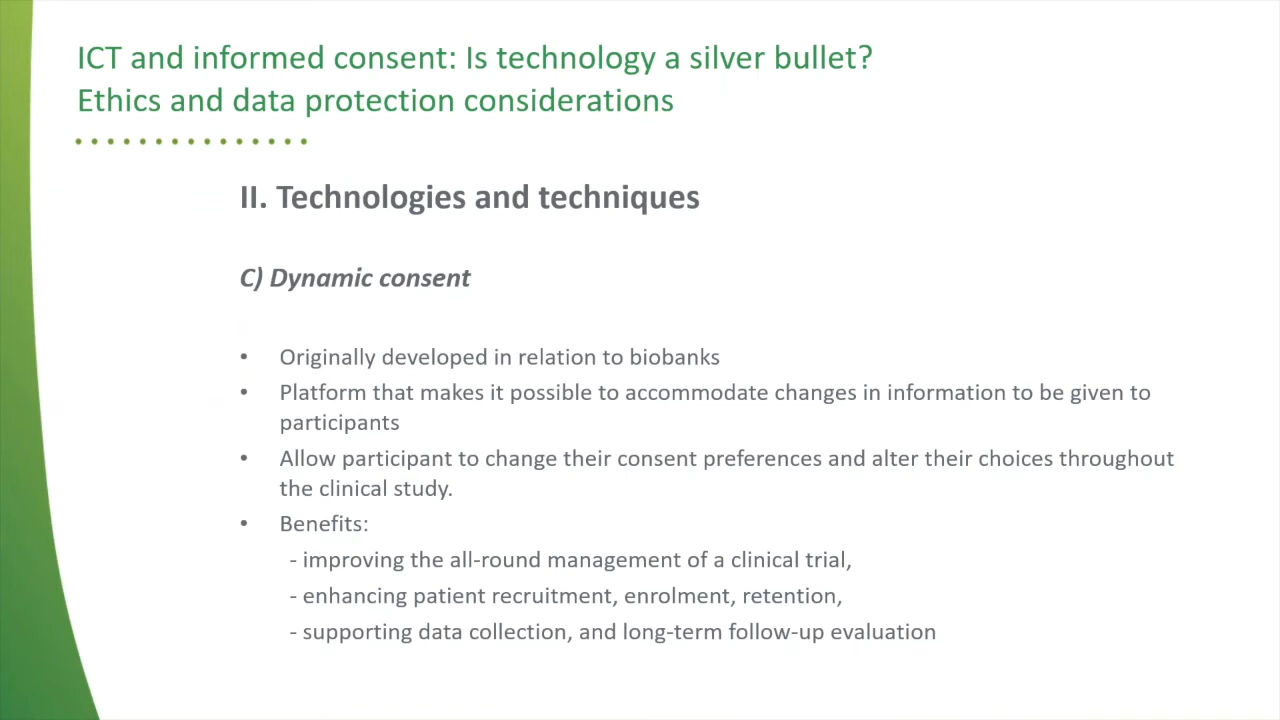 ICT and informed consent: Is technology a silver bullet?
Ethics and data protection considerations
II. Technologies and techniques
C) Dynamic consent
• Originally developed in relation to biobanks
• Platform that makes it possible to accommodate changes in information to be given to
participants
• Allow participant to change their consent preferences and alter their choices throughout
the clinical study.
• Benefits:
- improving the all-round management of a clinical trial,
- enhancing patient recruitment, enrolment, retention,
- supporting data collection, and long-term follow-up evaluation